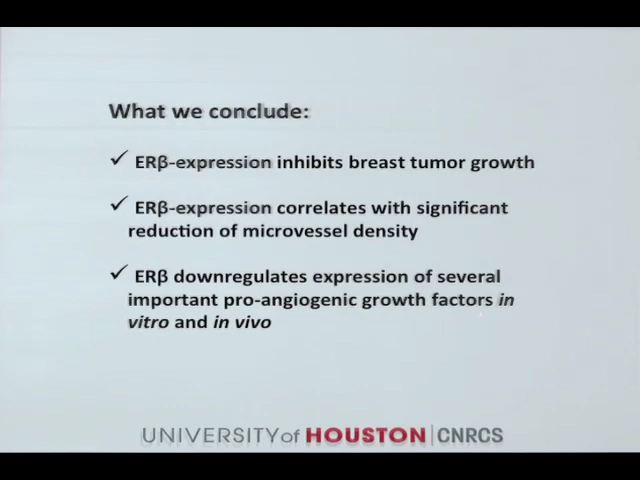 What we conclude:
✓ ERβ-expression inhibits breast tumor growth
✓ ERβ-expression correlates with significant
reduction of microvessel density
✓ ERβ downregulates expression of several
important pro-angiogenic growth factors in
vitro and in vivo
UNIVERSITY of HOUSTON | CNRCS